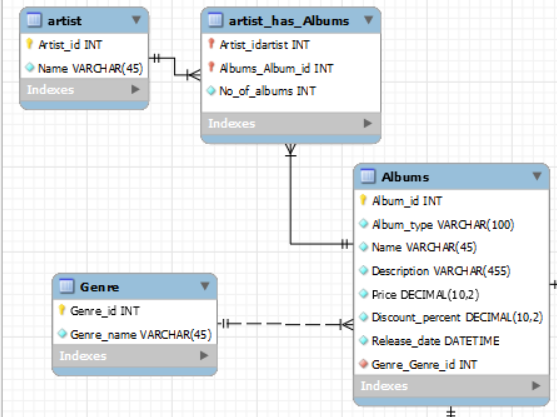 artist
Artist_id INT
Name VARCHAR(45)
Indexes
artist_has_Albums
Artist_idartist INT
Albums_Album_id INT
No_of_albums INT
Indexes
Albums
Album_id INT
Album_type VARCHAR(100)
Name VARCHAR(45)
Description VARCHAR(455)
Price DECIMAL(10,2)
Discount_percent DECIMAL(10,2)
Release_date DATETIME
Genre_Genre_id INT
Indexes
Genre
Genre_id INT
Genre_name VARCHAR(45)
Indexes